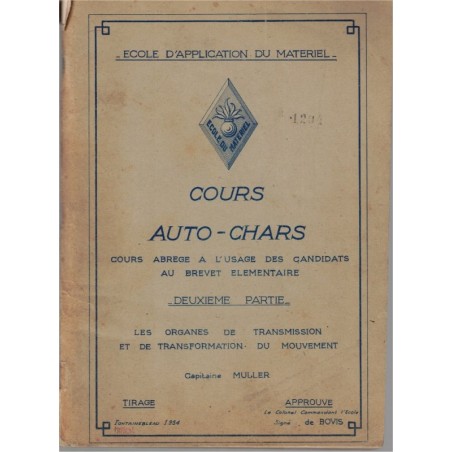 ECOLE D'APPLICATION DU MATERIEL
ECOLE DU MATERIEL
COURS
AUTO-CHARS
COURS ABREGE A L'USAGE DES CANDIDATS
AU BREVET ELEMENTAIRE
DEUXIEME PARTIE
LES ORGANES DE TRANSMISSION
ET DE TRANSFORMATION DU MOUVEMENT
Capitaine MULLER
TIRAGE
APPROUVE
Le Colonel Commandant l'Ecole
FONTAINEBLEAU 1954
Signé de BOVIS